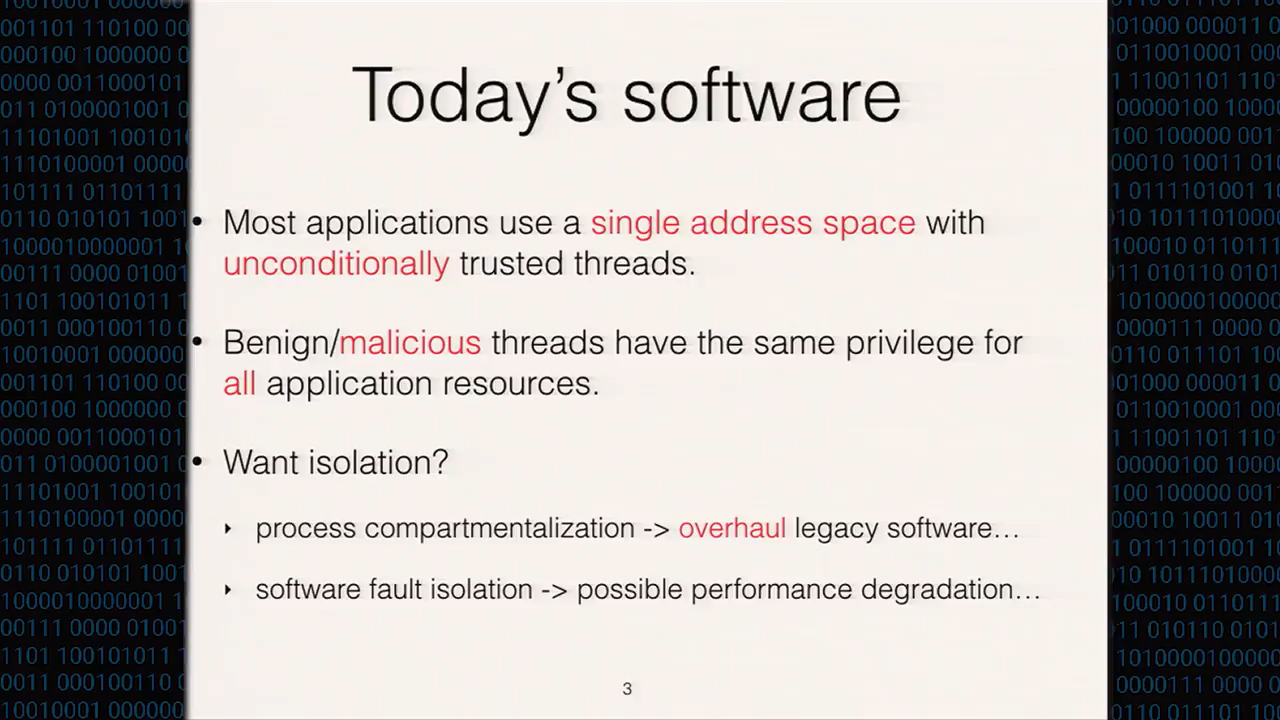 Today's software
• Most applications use a single address space with
unconditionally trusted threads.
• Benign/malicious threads have the same privilege for
all application resources.
• Want isolation?
‣ process compartmentalization -> overhaul legacy software…
‣ software fault isolation -> possible performance degradation…
3